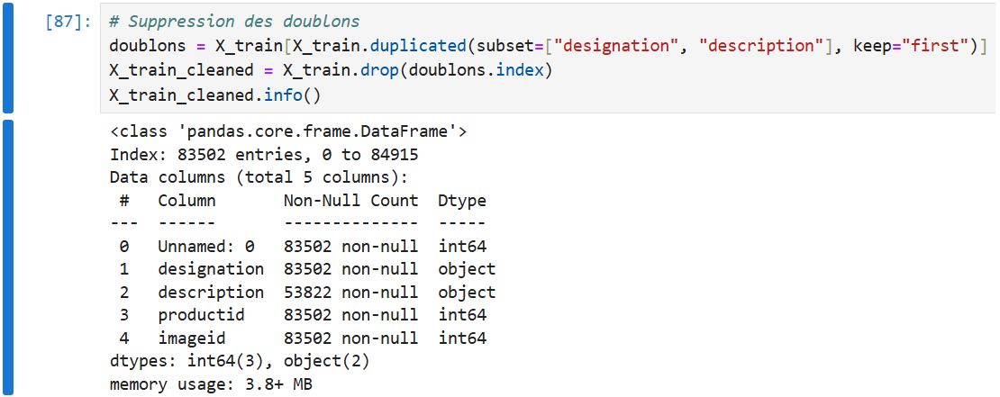 [87]: # Suppression des doublons
doublons = X_train[X_train.duplicated(subset=["designation", "description"], keep="first")]
X_train_cleaned = X_train.drop(doublons.index)
X_train_cleaned.info()
<class 'pandas.core.frame.DataFrame'>
Index: 83502 entries, 0 to 84915
Data columns (total 5 columns):
 #   Column       Non-Null Count  Dtype
---  ------       --------------  -----
 0   Unnamed: 0   83502 non-null  int64
 1   designation  83502 non-null  object
 2   description  53822 non-null  object
 3   productid    83502 non-null  int64
 4   imageid      83502 non-null  int64
dtypes: int64(3), object(2)
memory usage: 3.8+ MB